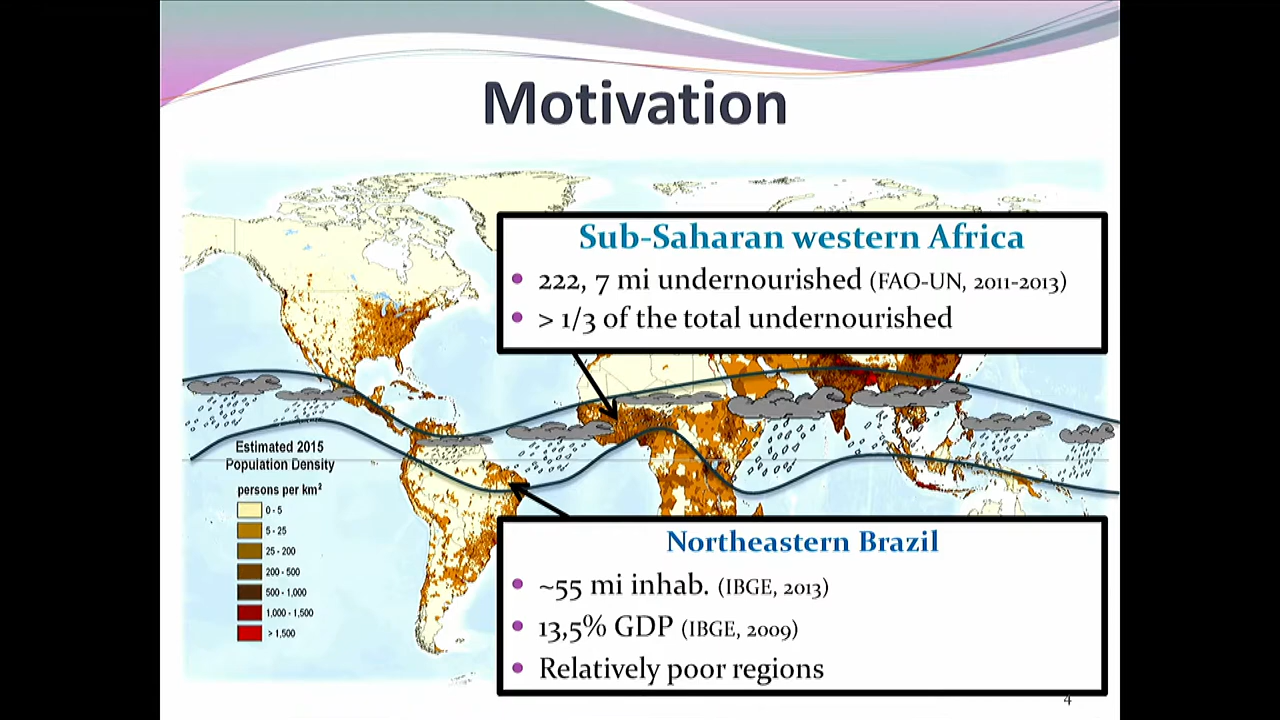 Motivation
Sub-Saharan western Africa
• 222, 7 mi undernourished (FAO-UN, 2011-2013)
• > 1/3 of the total undernourished
Estimated 2015
Population Density
persons per km²
0 - 5
5 - 25
25 - 200
200 - 500
500 - 1,000
1,000 - 1,500
> 1,500
Northeastern Brazil
• ~55 mi inhab. (IBGE, 2013)
• 13,5% GDP (IBGE, 2009)
• Relatively poor regions
4